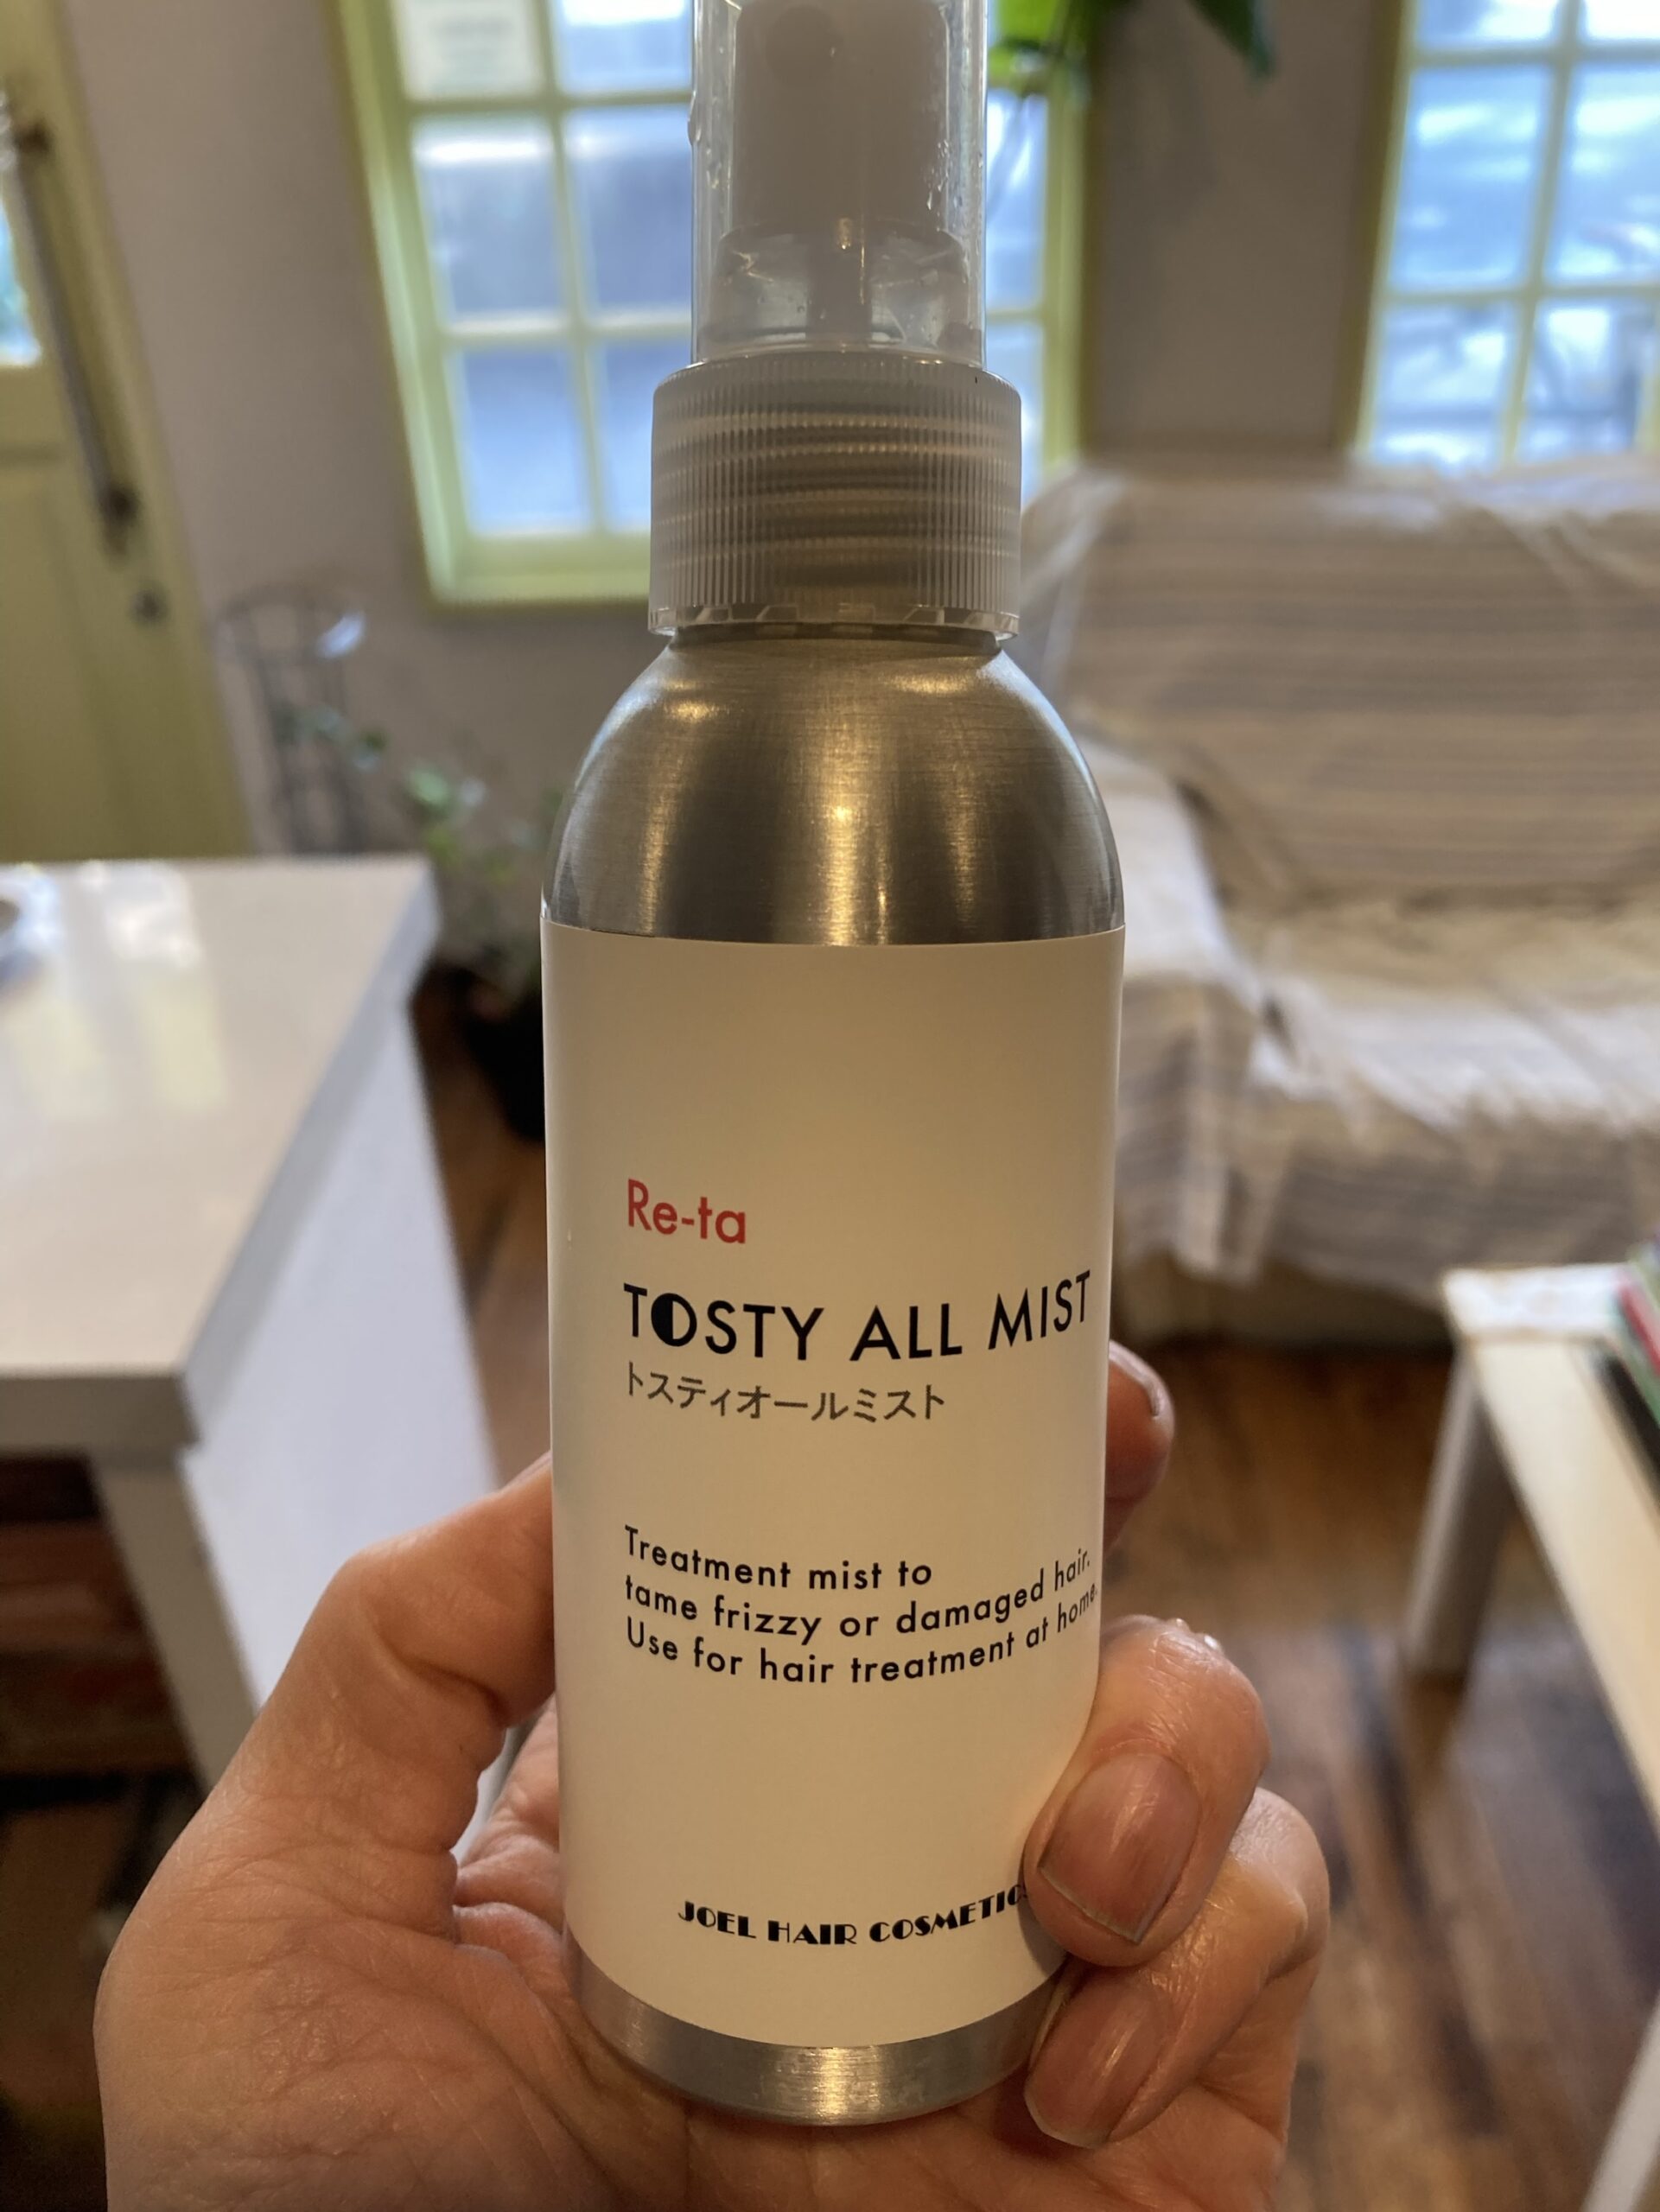 Re-ta
TOSTY ALL MIST
トスティオールミスト
Treatment mist to
tame frizzy or damaged hair.
Use for hair treatment at home.
JOEL HAIR COSMETICS